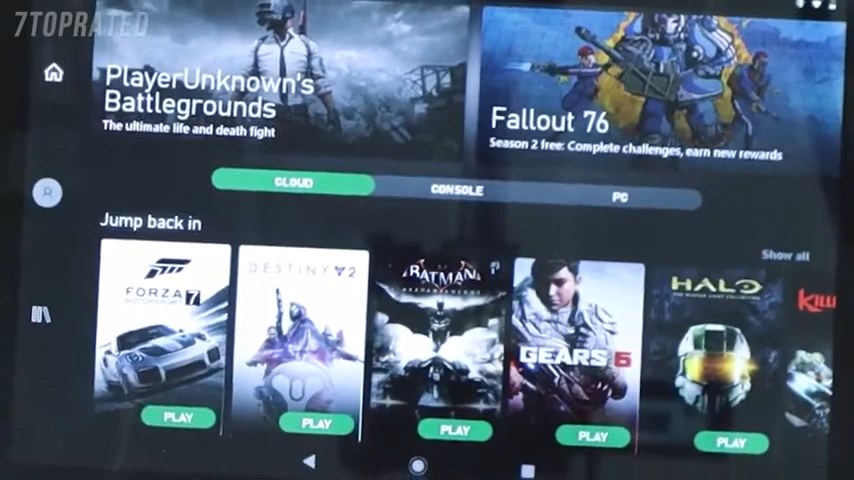 7TOPRATED
PlayerUnknown's
Battlegrounds
The ultimate life and death fight
Fallout 76
Season 2 free: Complete challenges, earn new rewards
CLOUD
CONSOLE
PC
Jump back in
Show all
FORZA 7
MOTORSPORT
DESTINY 2
BATMAN
GEARS 5
HALO
PLAY
PLAY
PLAY
PLAY
PLAY